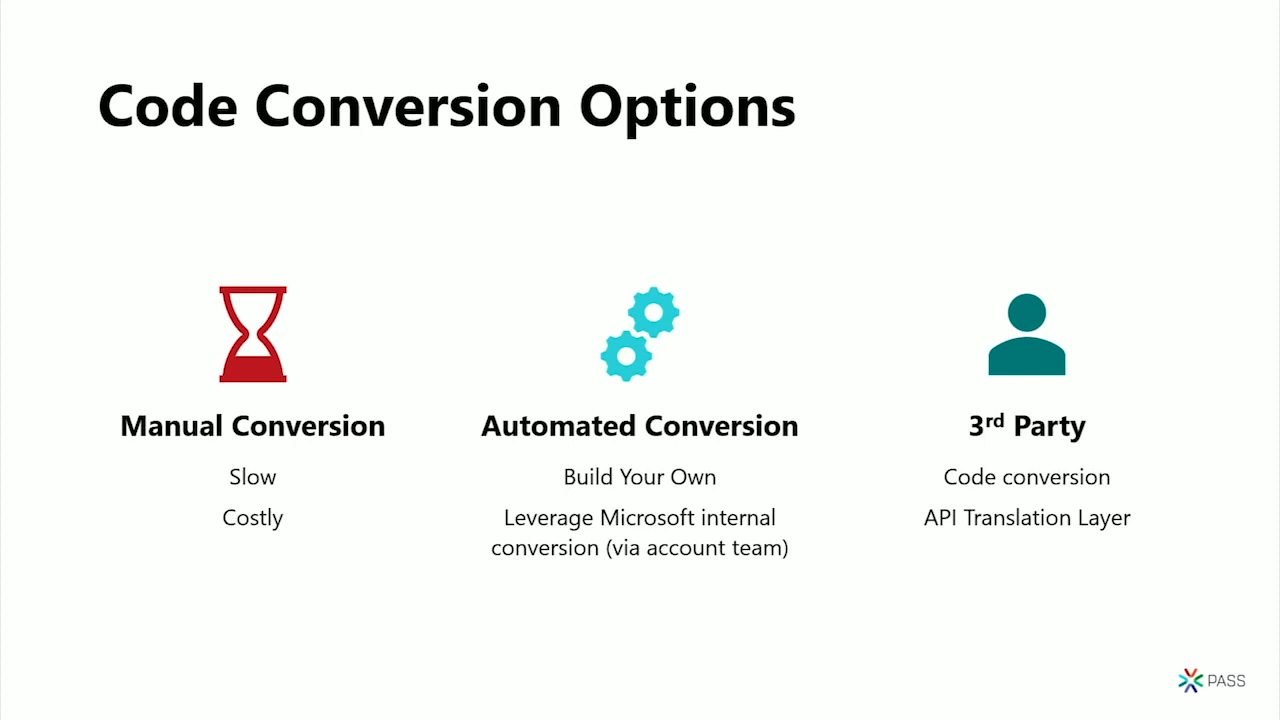 Code Conversion Options
Manual Conversion
Slow
Costly
Automated Conversion
Build Your Own
Leverage Microsoft internal
conversion (via account team)
3rd Party
Code conversion
API Translation Layer
PASS